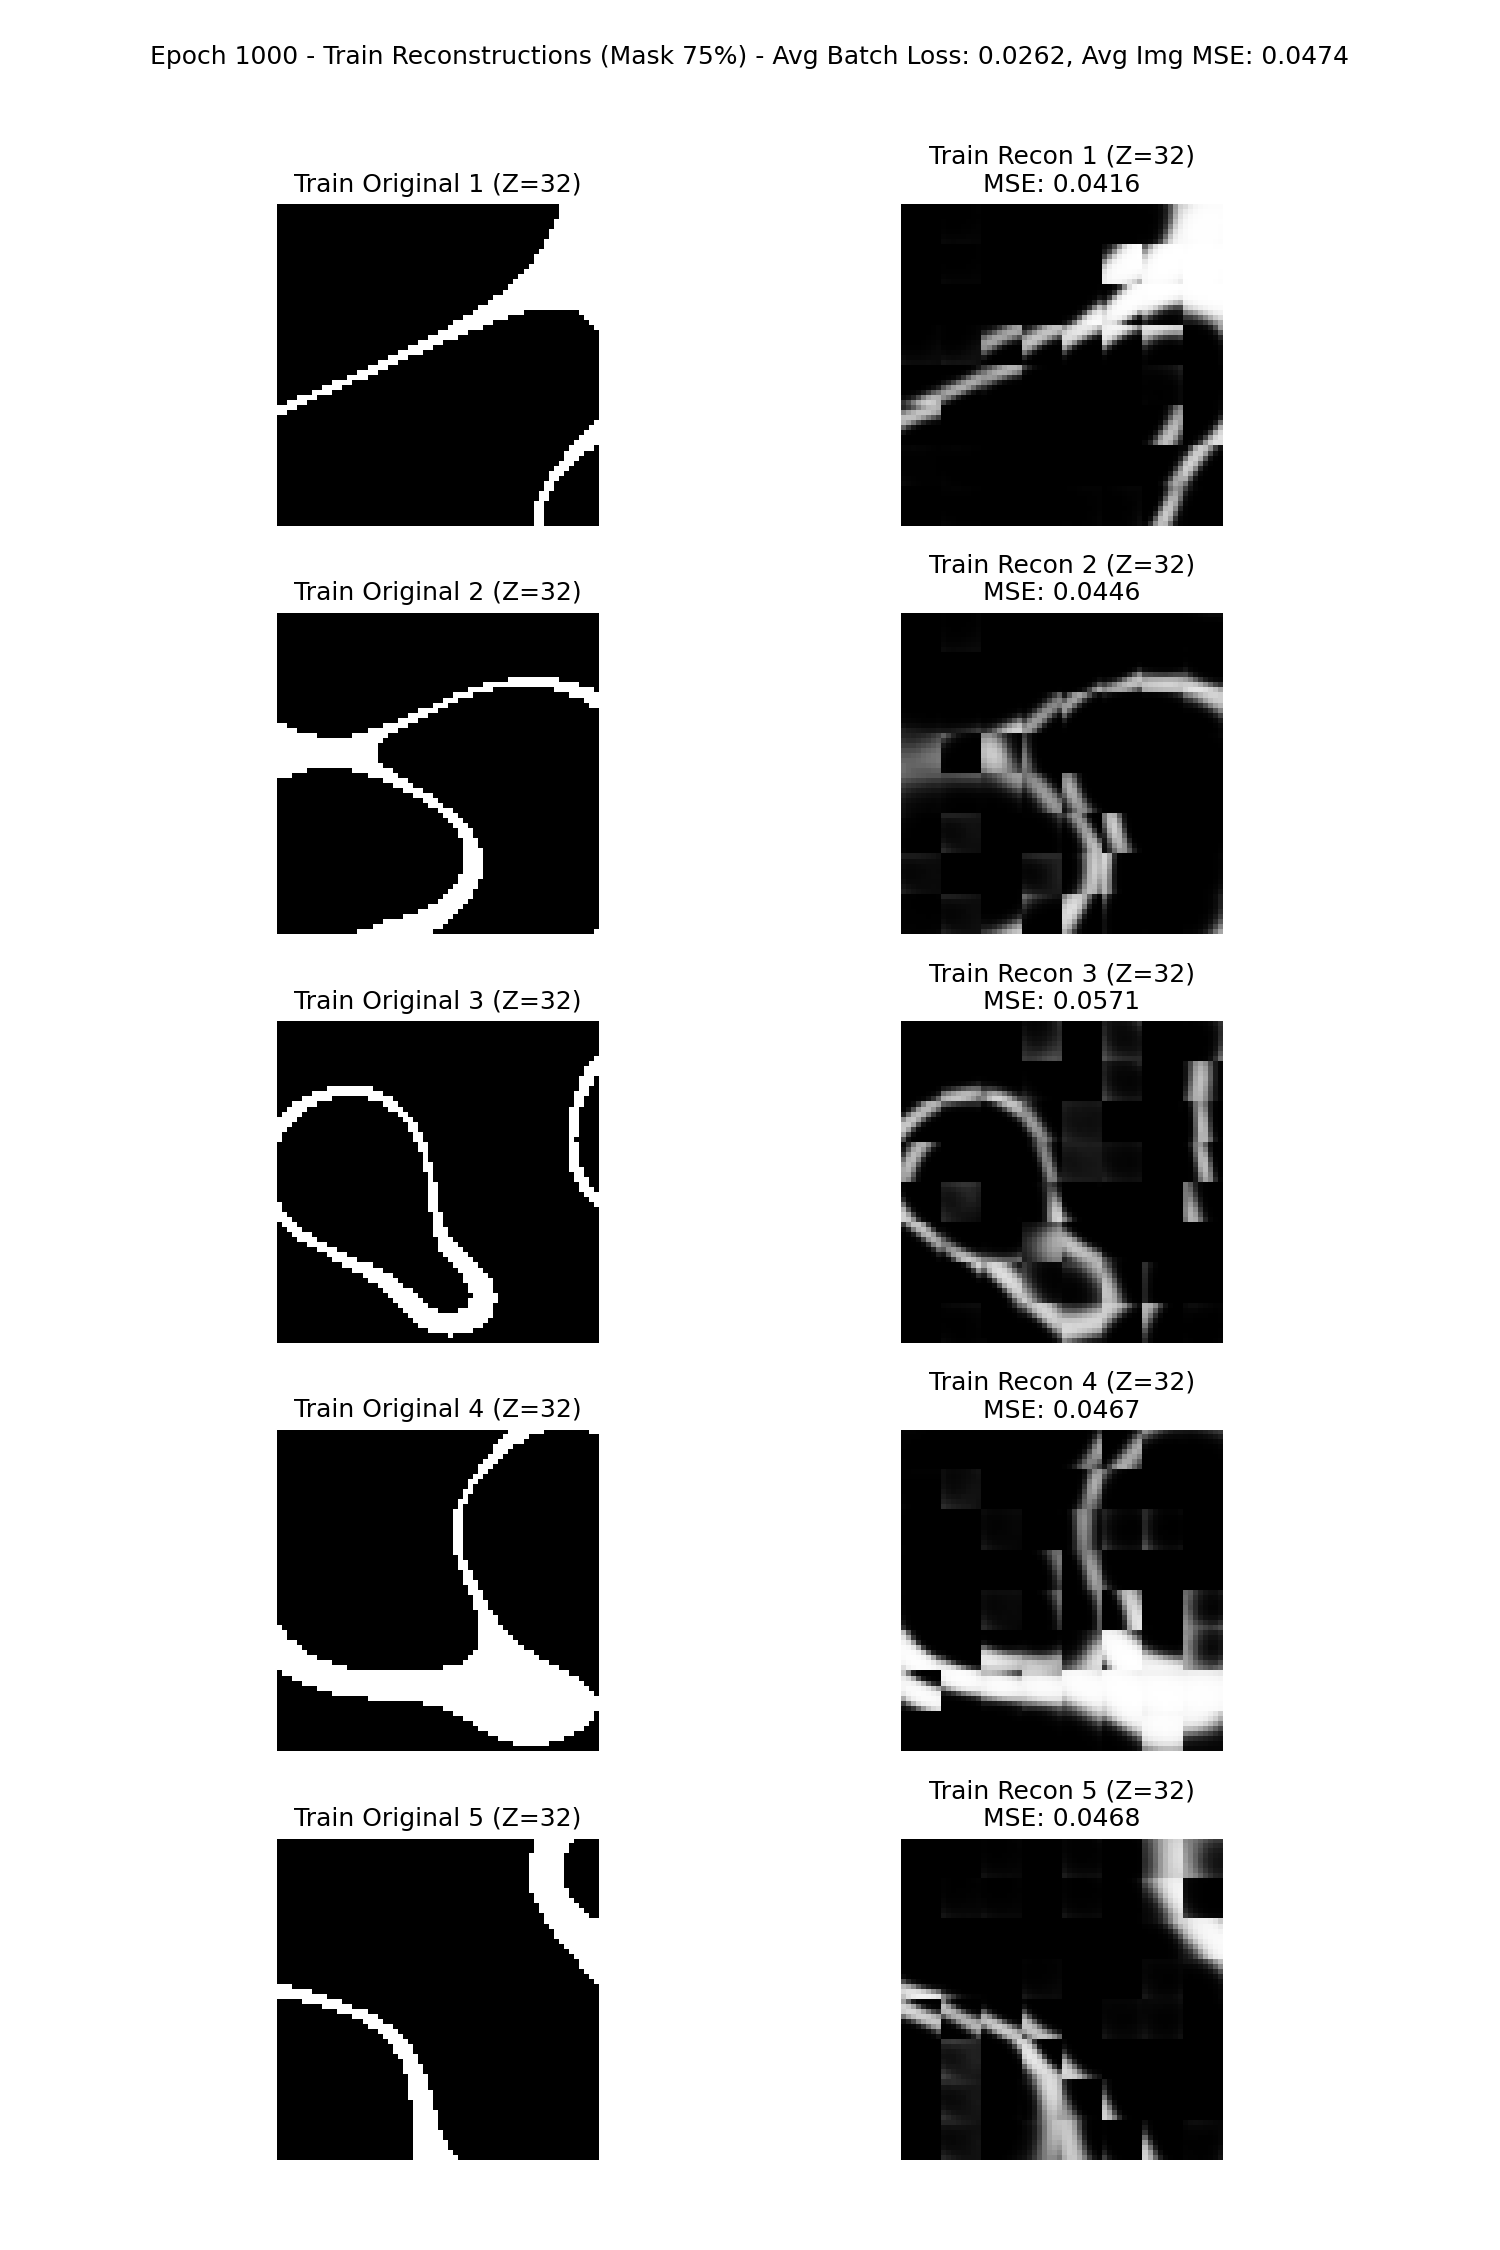 Epoch 1000 - Train Reconstructions (Mask 75%) - Avg Batch Loss: 0.0262, Avg Img MSE: 0.0474
Train Original 1 (Z=32)
Train Recon 1 (Z=32)
MSE: 0.0416
Train Original 2 (Z=32)
Train Recon 2 (Z=32)
MSE: 0.0446
Train Original 3 (Z=32)
Train Recon 3 (Z=32)
MSE: 0.0571
Train Original 4 (Z=32)
Train Recon 4 (Z=32)
MSE: 0.0467
Train Original 5 (Z=32)
Train Recon 5 (Z=32)
MSE: 0.0468